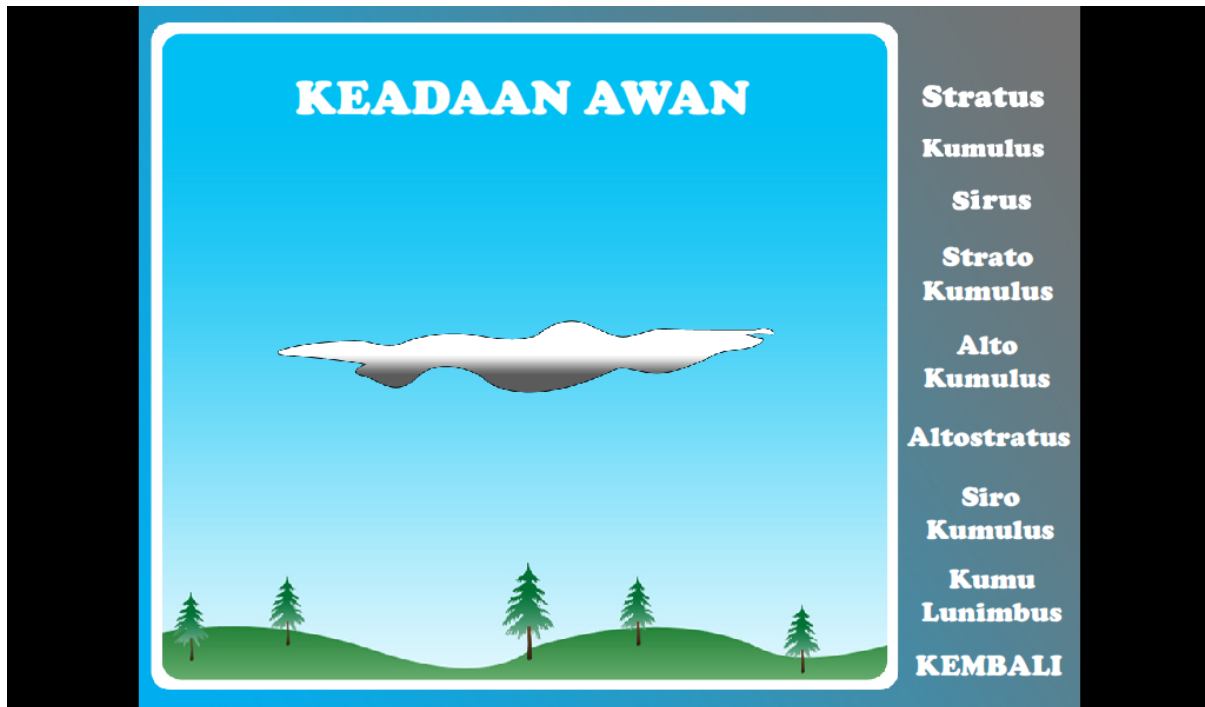 KEADAAN AWAN
Stratus
Kumulus
Sirus
Strato
Kumulus
Alto
Kumulus
Altostratus
Siro
Kumulus
Kumu
Lunimbus
KEMBALI